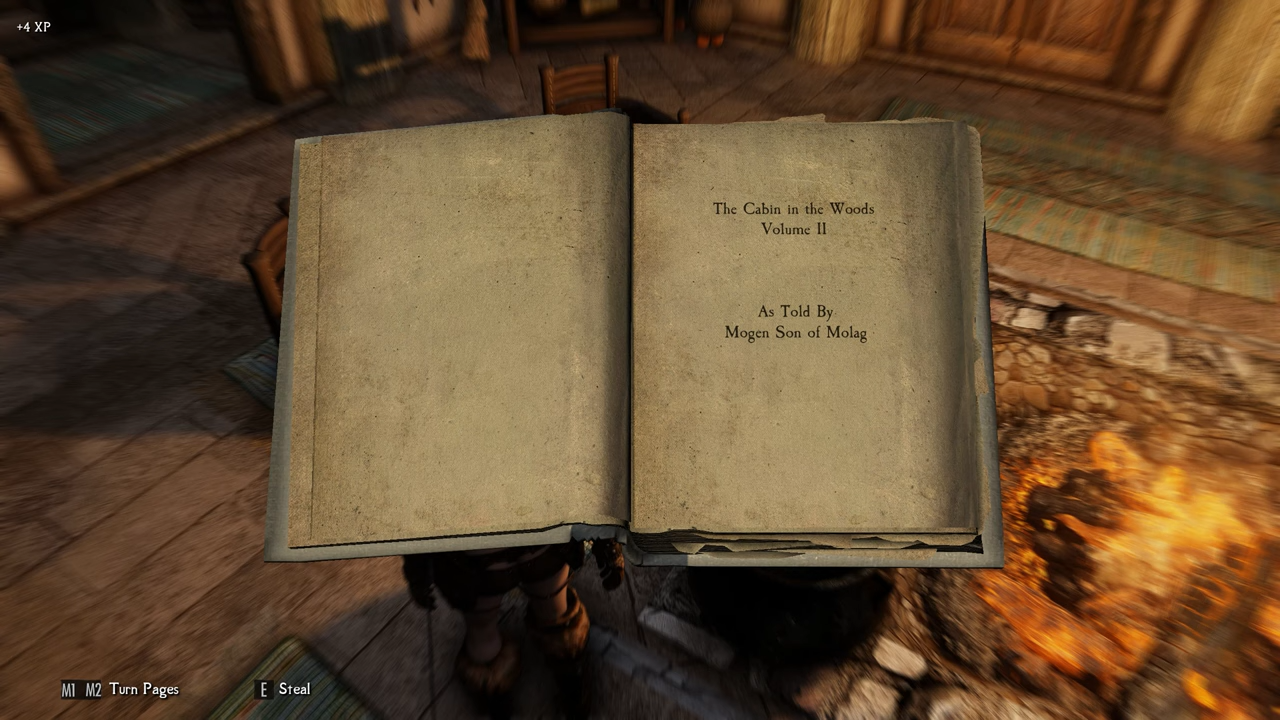 +4 XP
The Cabin in the Woods
Volume II
As Told By
Mogen Son of Molag
M1 M2 Turn Pages
E Steal